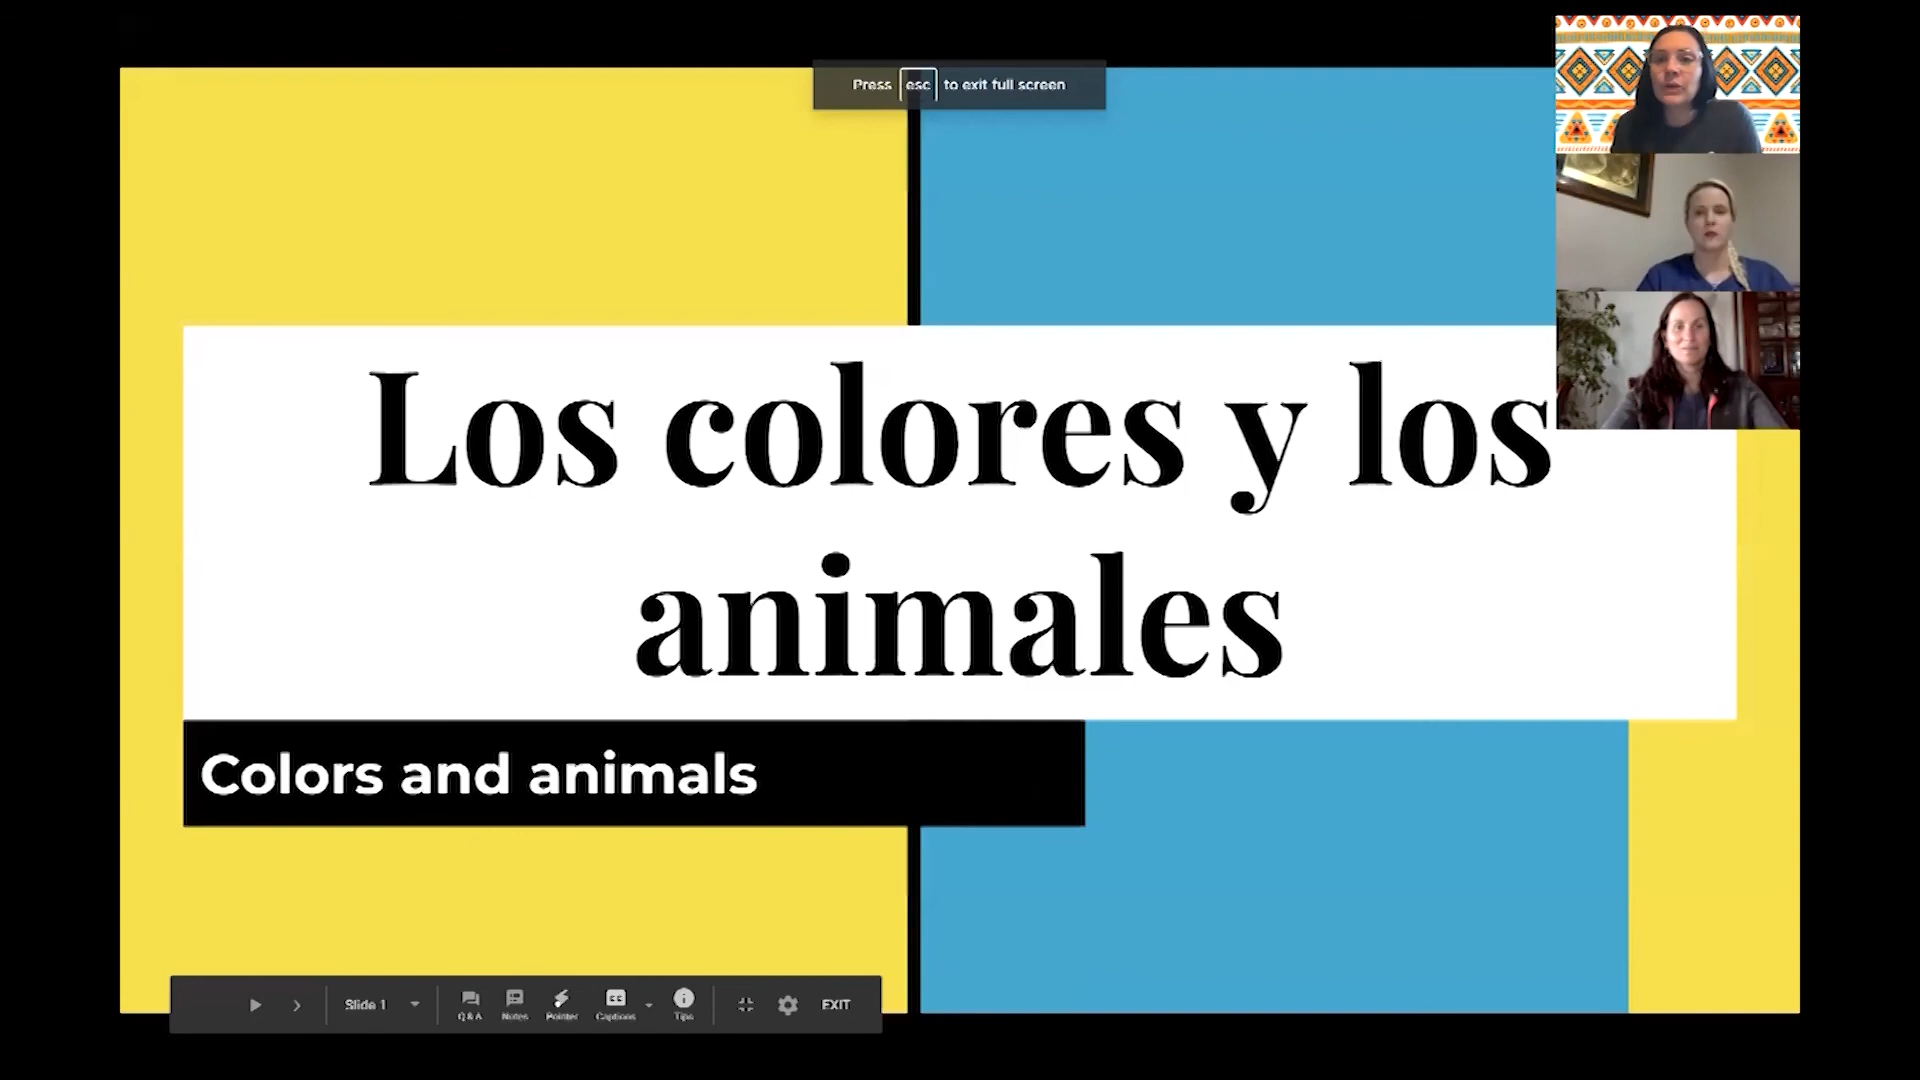 Press esc to exit full screen
Los colores y los
animales
Colors and animals
Slide 1
Q&A
Notes
Pointer
Captions
Tips
EXIT